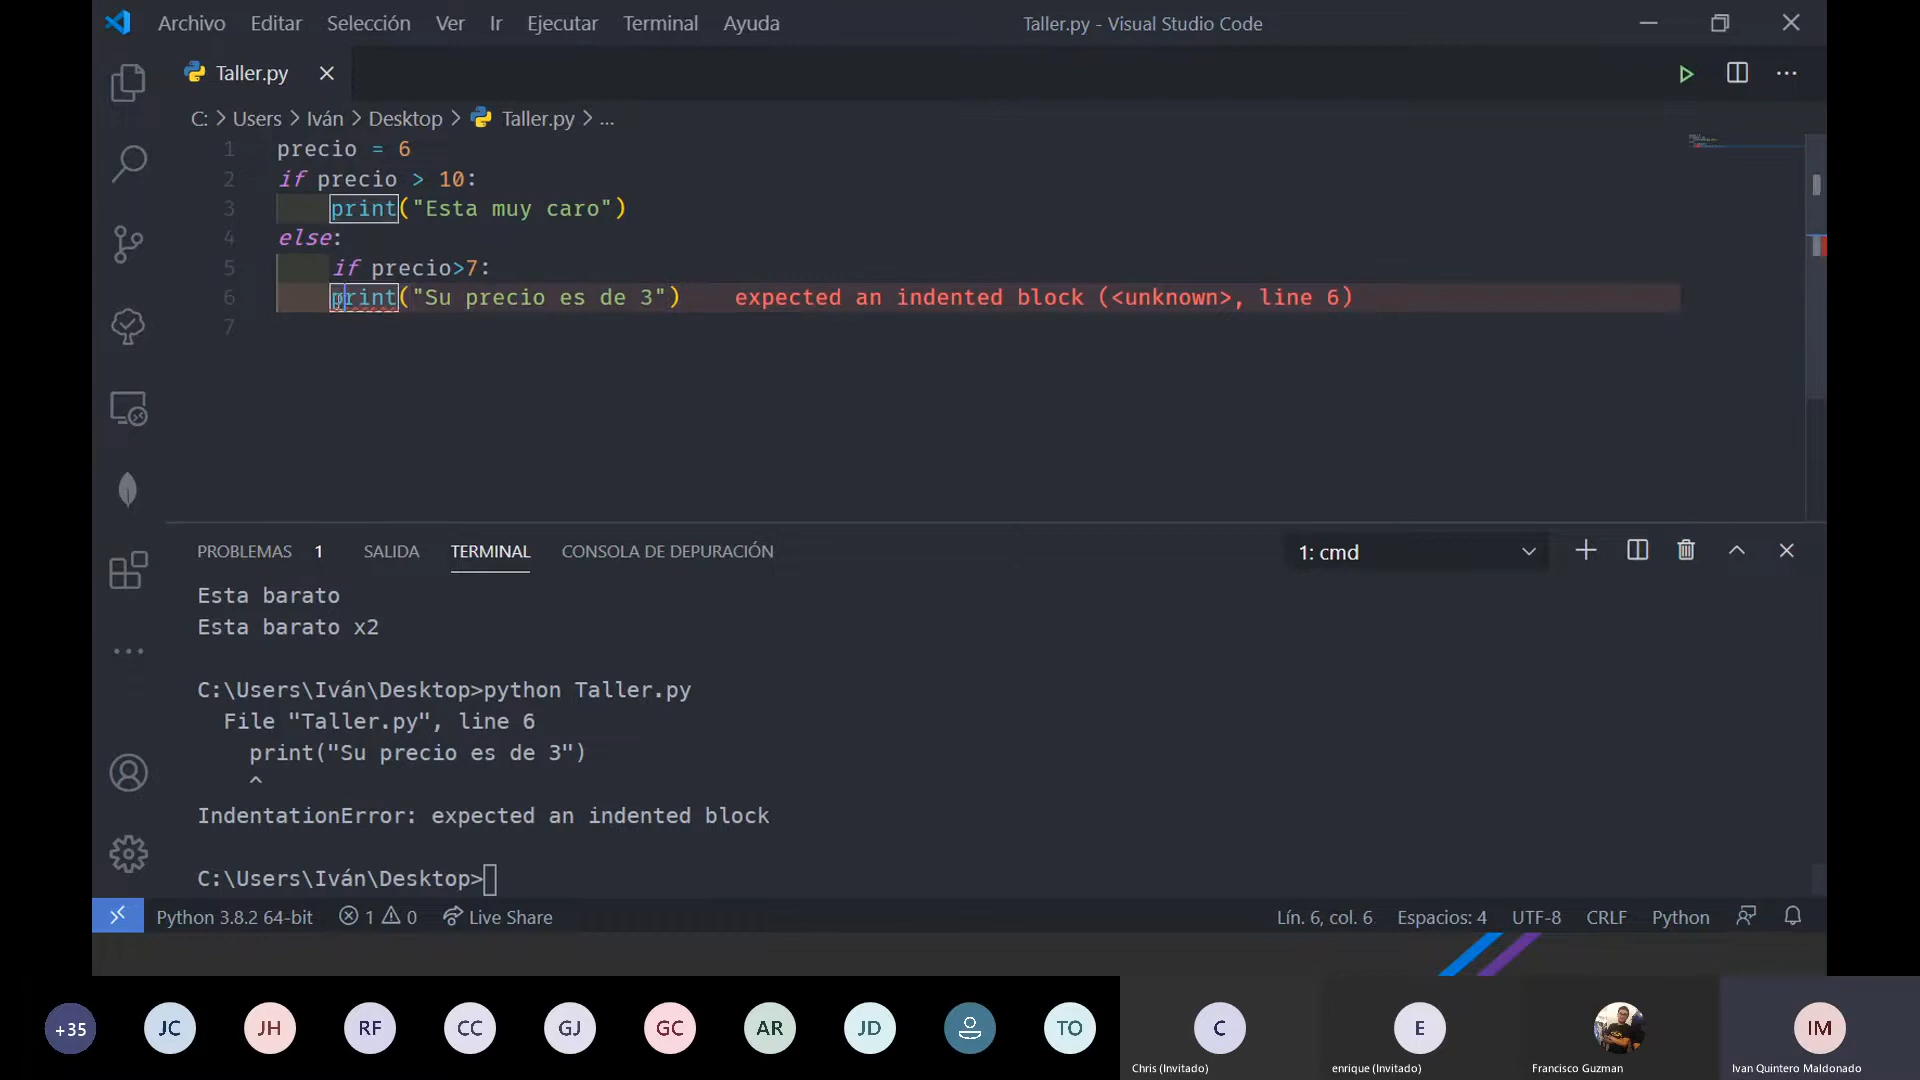 Archivo Editar Selección Ver Ir Ejecutar Terminal Ayuda Taller.py - Visual Studio Code
Taller.py
C: > Users > Iván > Desktop > Taller.py > ...
1 precio = 6
2 if precio > 10:
3 print("Esta muy caro")
4 else:
5 if precio>7:
6 print("Su precio es de 3") expected an indented block (<unknown>, line 6)
7
PROBLEMAS 1 SALIDA TERMINAL CONSOLA DE DEPURACIÓN 1: cmd
Esta barato
Esta barato x2
C:\Users\Iván\Desktop>python Taller.py
File "Taller.py", line 6
print("Su precio es de 3")
^
IndentationError: expected an indented block
C:\Users\Iván\Desktop>
Python 3.8.2 64-bit 1 0 Live Share Lín. 6, col. 6 Espacios: 4 UTF-8 CRLF Python
+35 JC JH RF CC GJ GC AR JD TO C E IM
Chris (Invitado) enrique (Invitado) Francisco Guzman Ivan Quintero Maldonado